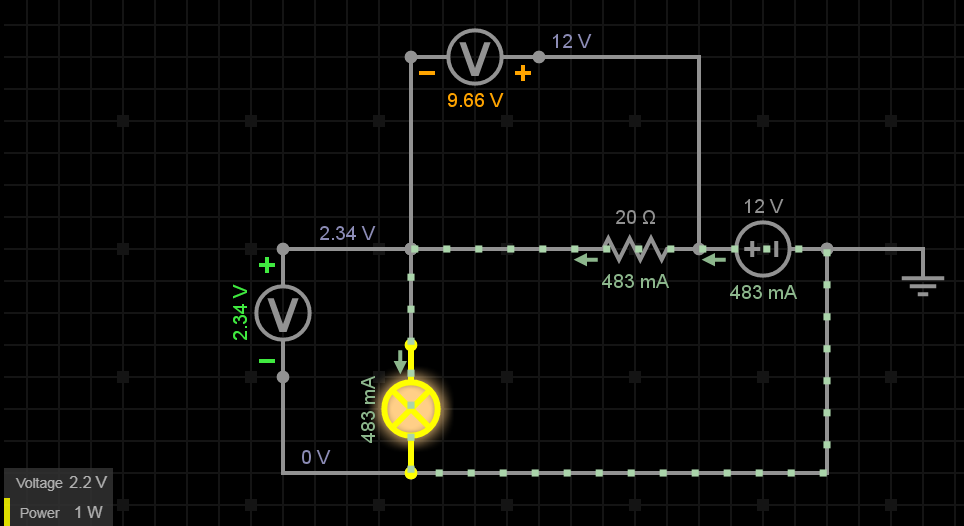 12 V
V
− +
9.66 V
12 V
20 Ω
2.34 V
+
+ I
483 mA
483 mA
2.34 V
V
−
483 mA
0 V
Voltage 2.2 V
Power 1 W